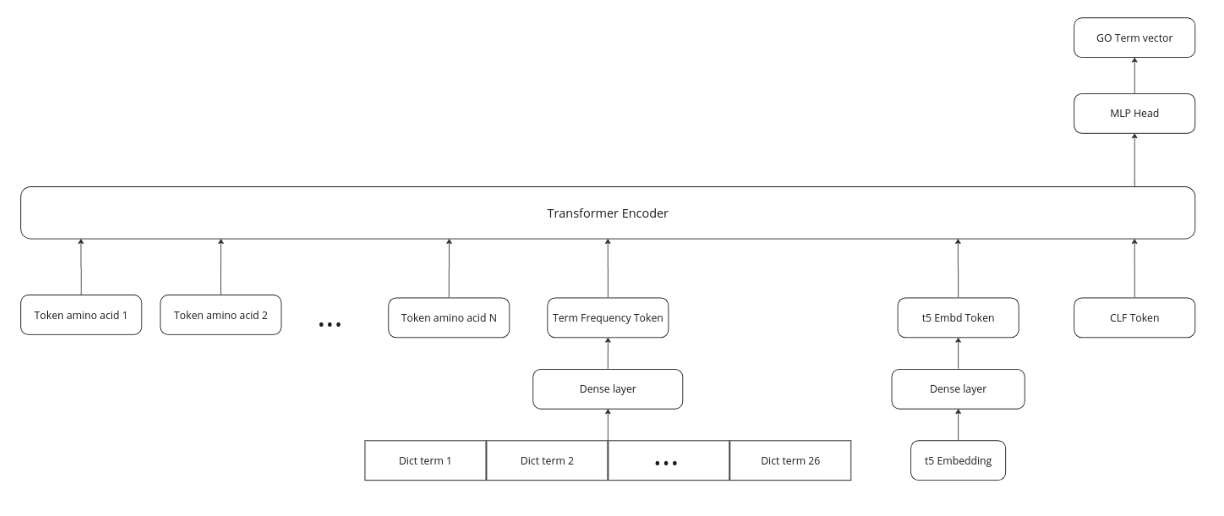 GO Term vector
MLP Head
Transformer Encoder
Token amino acid 1
Token amino acid 2
...
Token amino acid N
Term Frequency Token
t5 Embd Token
CLF Token
Dense layer
Dense layer
Dict term 1
Dict term 2
...
Dict term 26
t5 Embedding